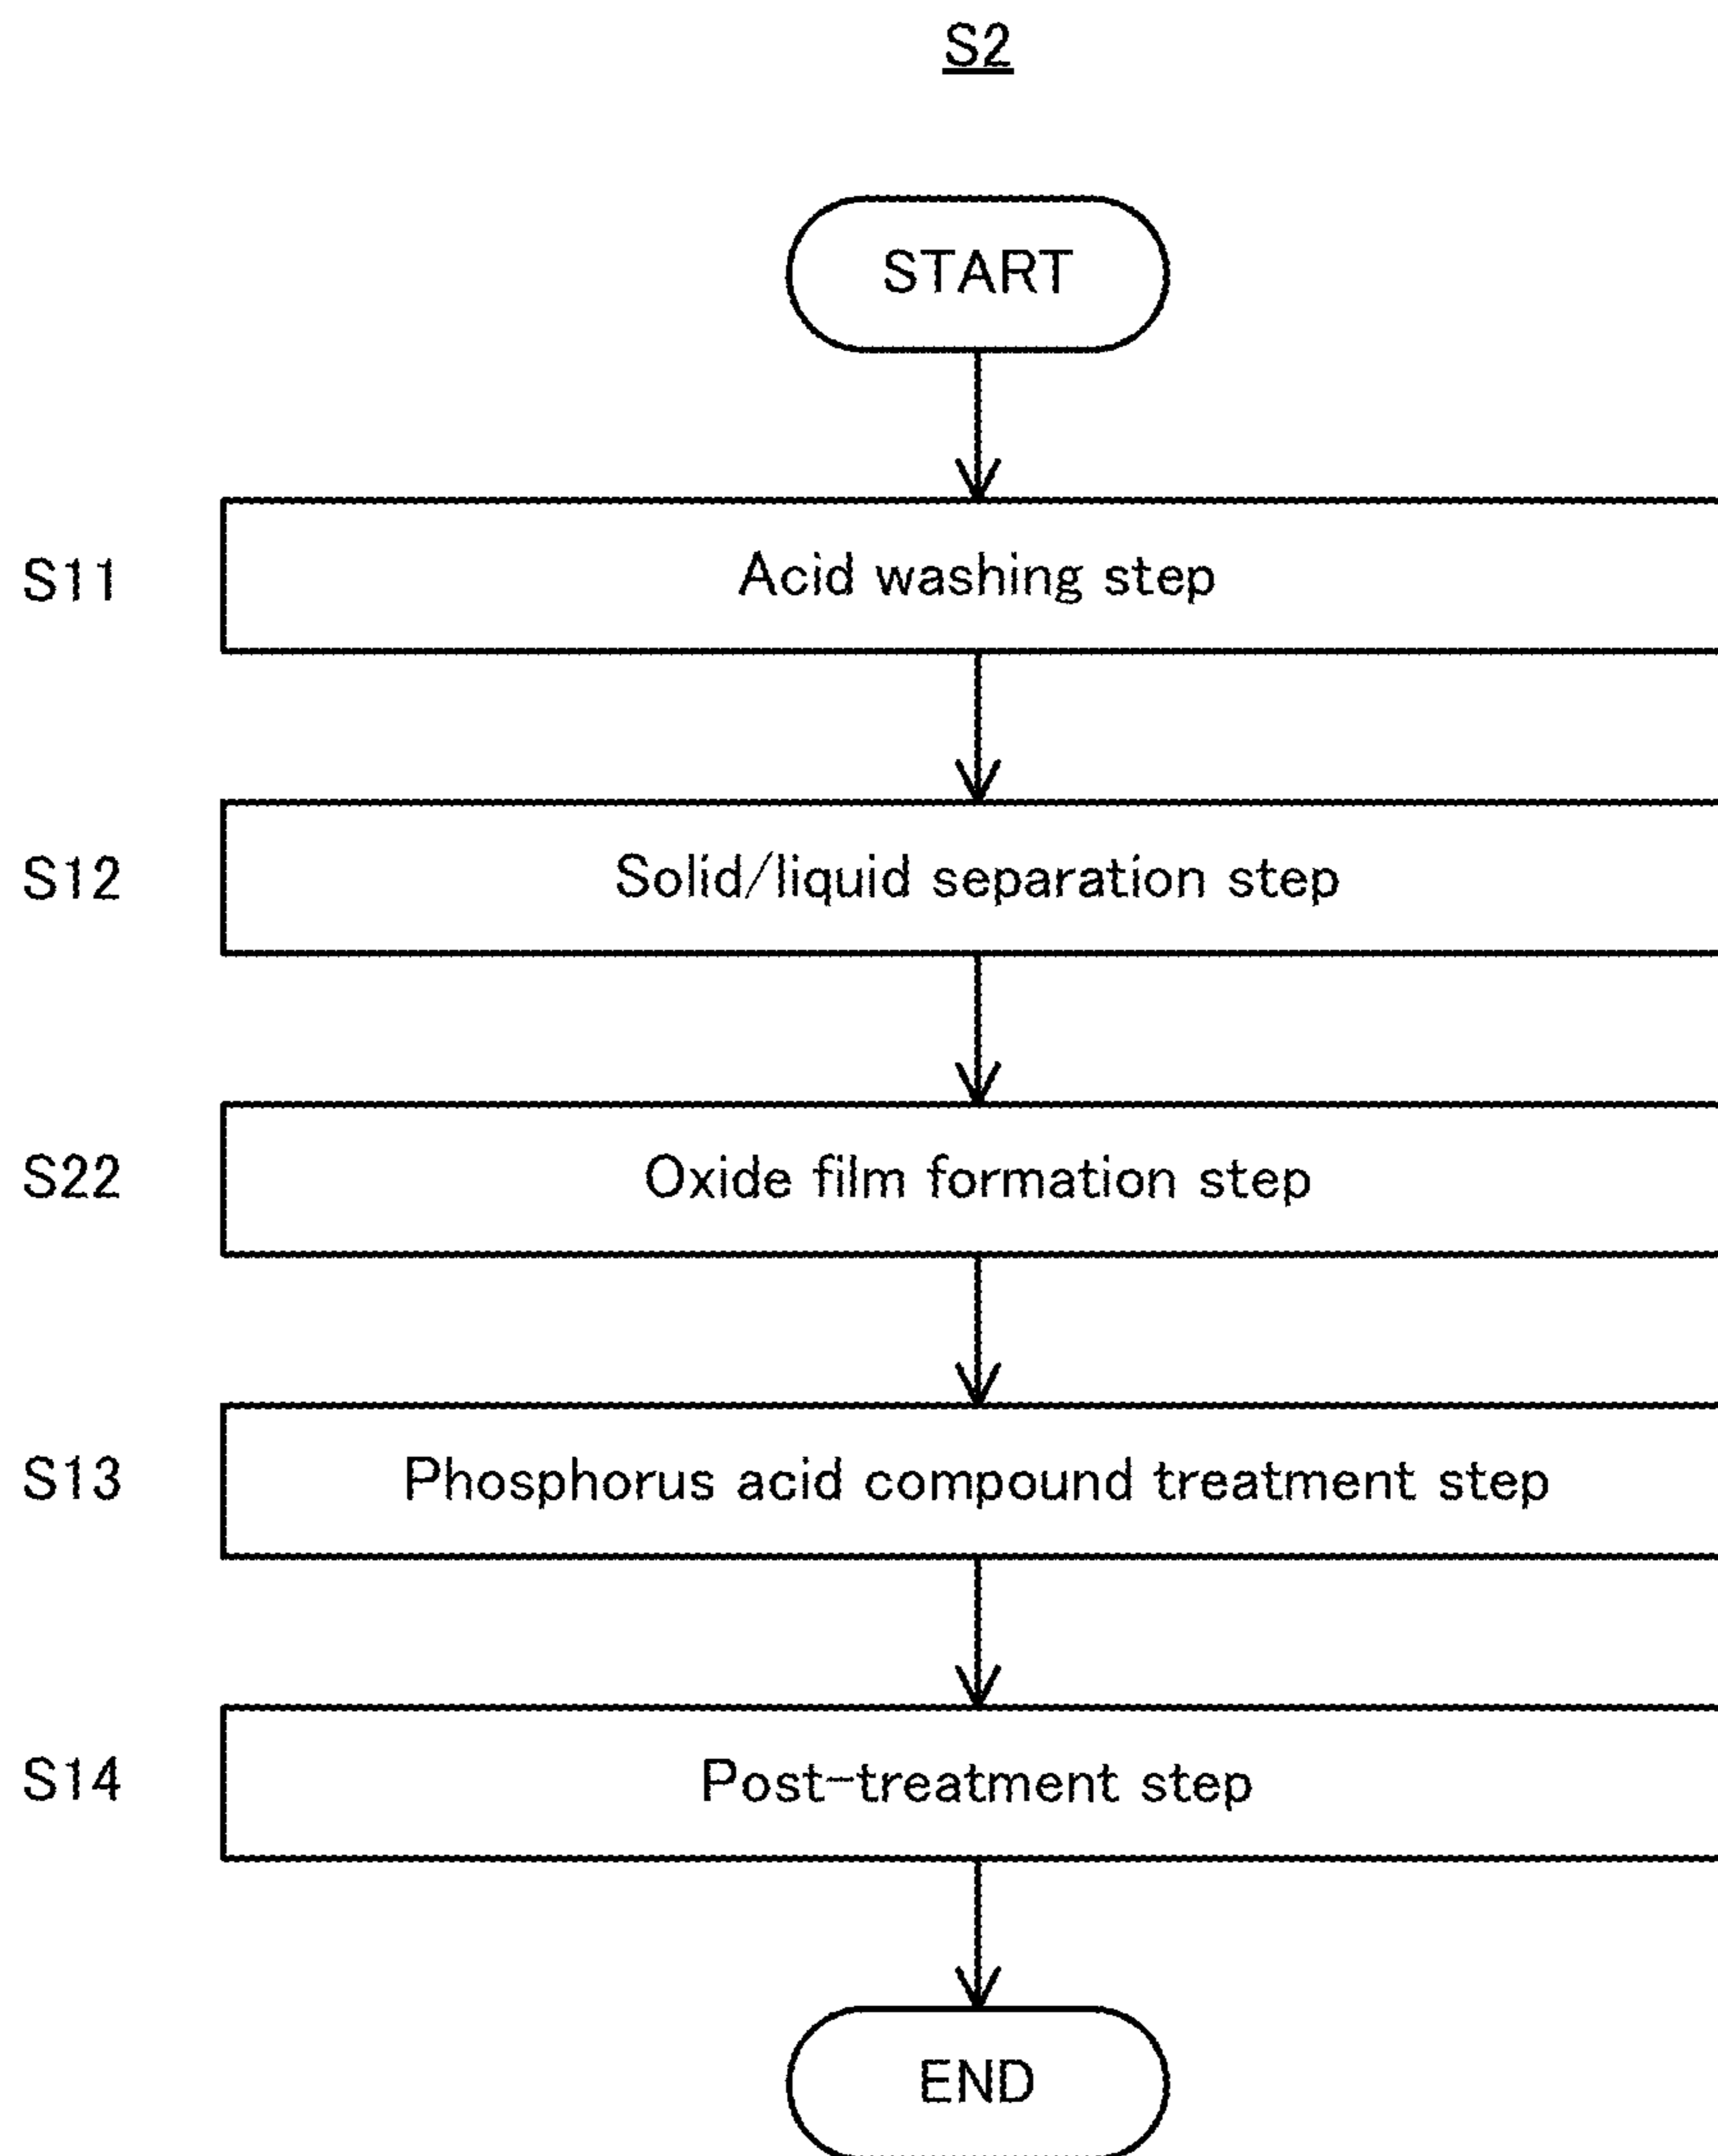 S2
START
S11 Acid washing step
S12 Solid/liquid separation step
S22 Oxide film formation step
S13 Phosphorus acid compound treatment step
S14 Post-treatment step
END